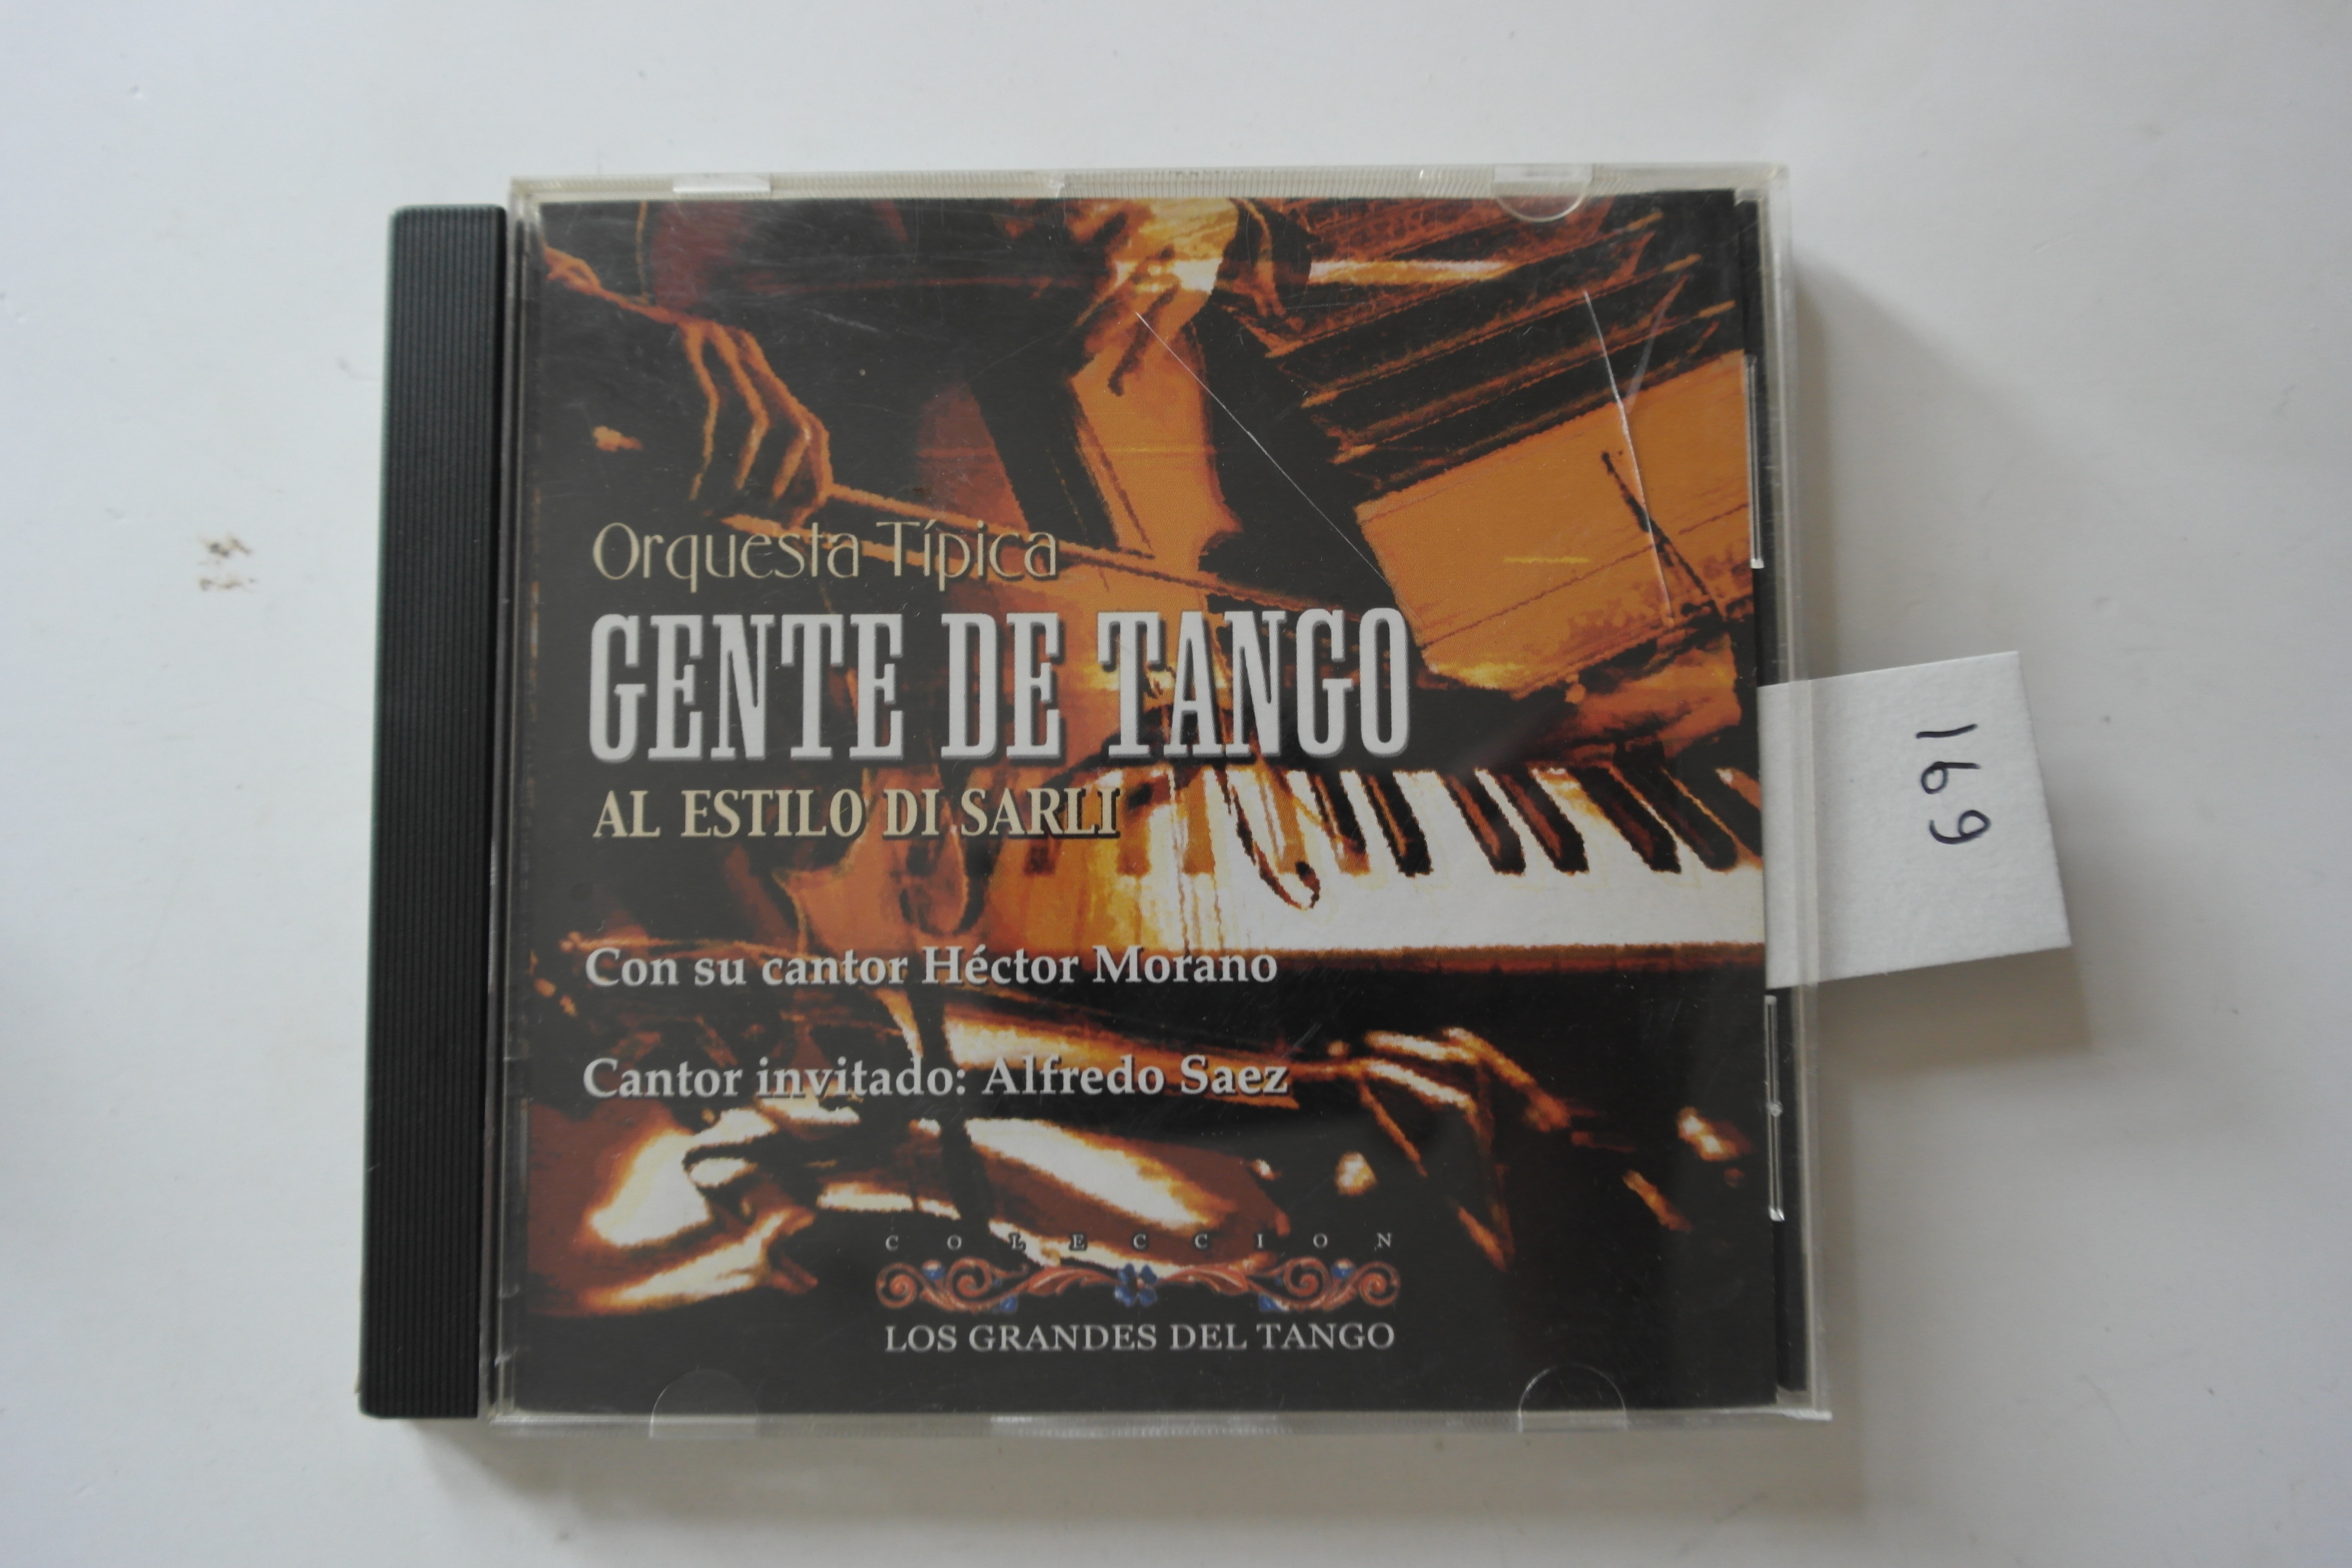 Orquesta Típica
GENTE DE TANGO
AL ESTILO DI SARLI
Con su cantor Héctor Morano
Cantor invitado: Alfredo Saez
COLECCION
LOS GRANDES DEL TANGO
169